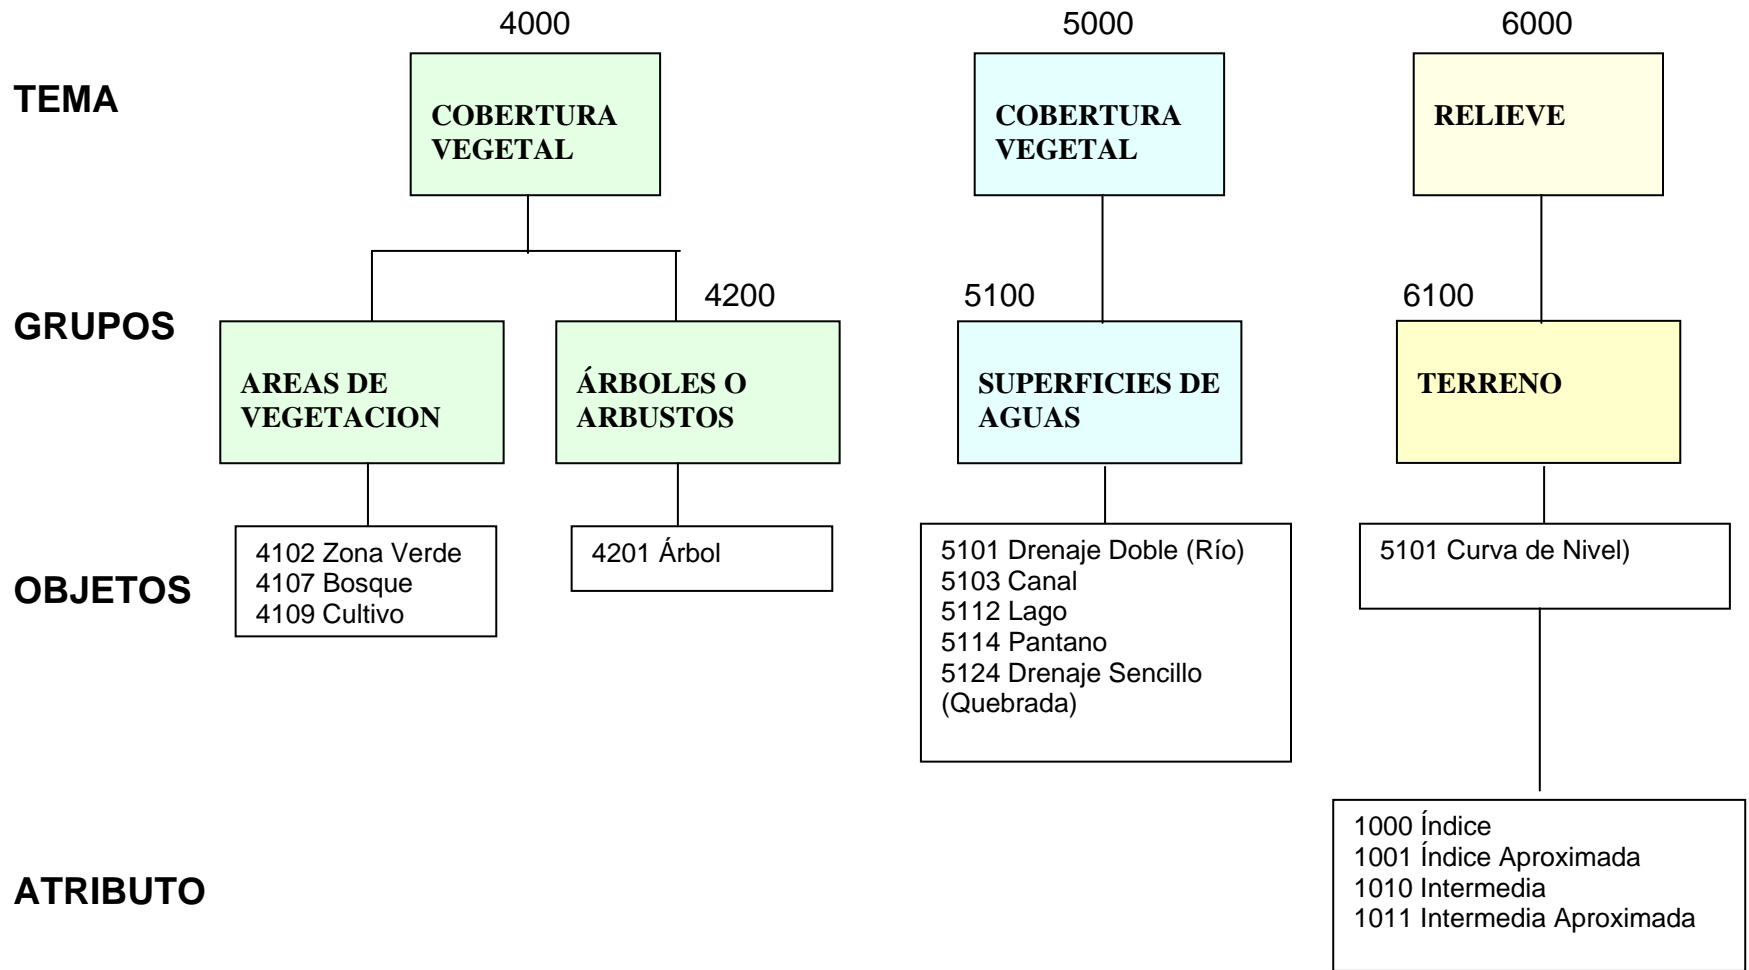 4000
5000
6000
TEMA
COBERTURA
VEGETAL
COBERTURA
VEGETAL
RELIEVE
4200
5100
6100
GRUPOS
AREAS DE
VEGETACION
ÁRBOLES O
ARBUSTOS
SUPERFICIES DE
AGUAS
TERRENO
OBJETOS
4102 Zona Verde
4107 Bosque
4109 Cultivo
4201 Árbol
5101 Drenaje Doble (Río)
5103 Canal
5112 Lago
5114 Pantano
5124 Drenaje Sencillo
(Quebrada)
5101 Curva de Nivel)
ATRIBUTO
1000 Índice
1001 Índice Aproximada
1010 Intermedia
1011 Intermedia Aproximada